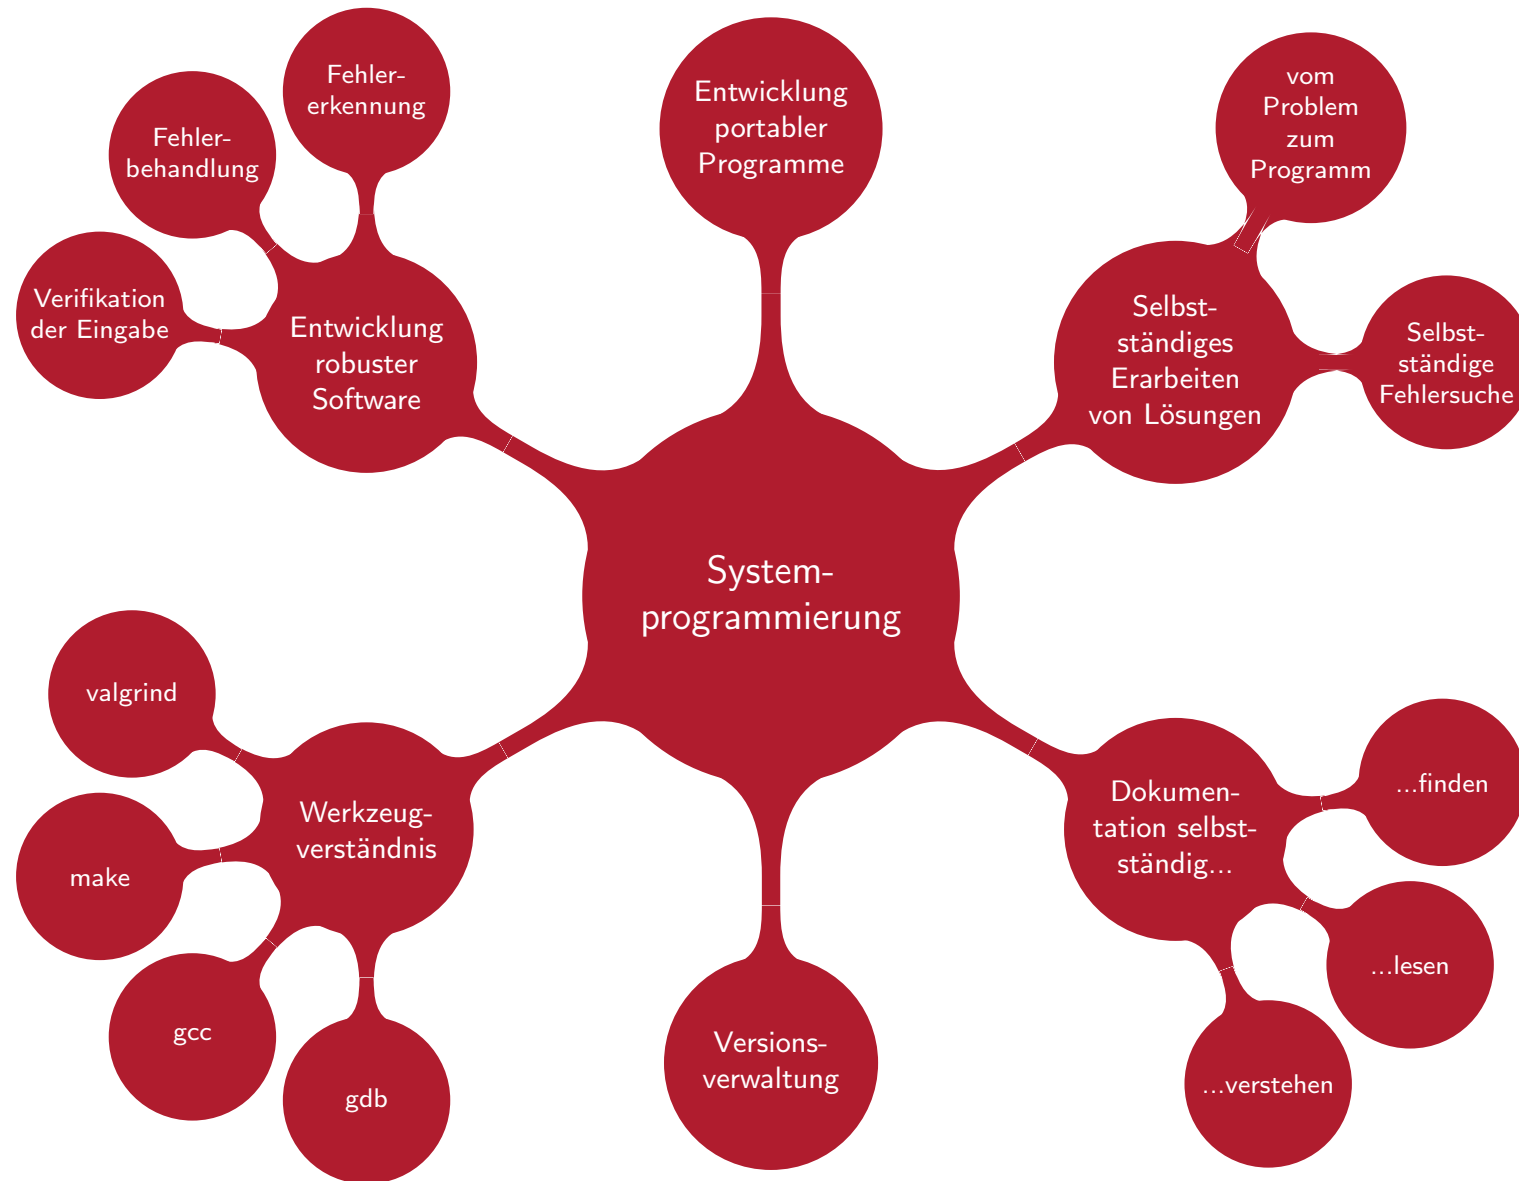 Fehler-
erkennung
Fehler-
behandlung
Verifikation
der Eingabe
Entwicklung
robuster
Software
Entwicklung
portabler
Programme
vom
Problem
zum
Programm
Selbst-
ständiges
Erarbeiten
von Lösungen
Selbst-
ständige
Fehlersuche
System-
programmierung
valgrind
make
gcc
gdb
Werkzeug-
verständnis
Versions-
verwaltung
Dokumen-
tation selbst-
ständig...
...finden
...lesen
...verstehen